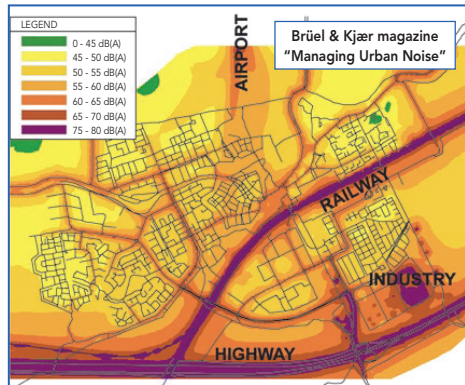 LEGEND
0 - 45 dB(A)
45 - 50 dB(A)
50 - 55 dB(A)
55 - 60 dB(A)
60 - 65 dB(A)
65 - 70 dB(A)
75 - 80 dB(A)
Brüel & Kjær magazine
“Managing Urban Noise”
AIRPORT
RAILWAY
INDUSTRY
HIGHWAY